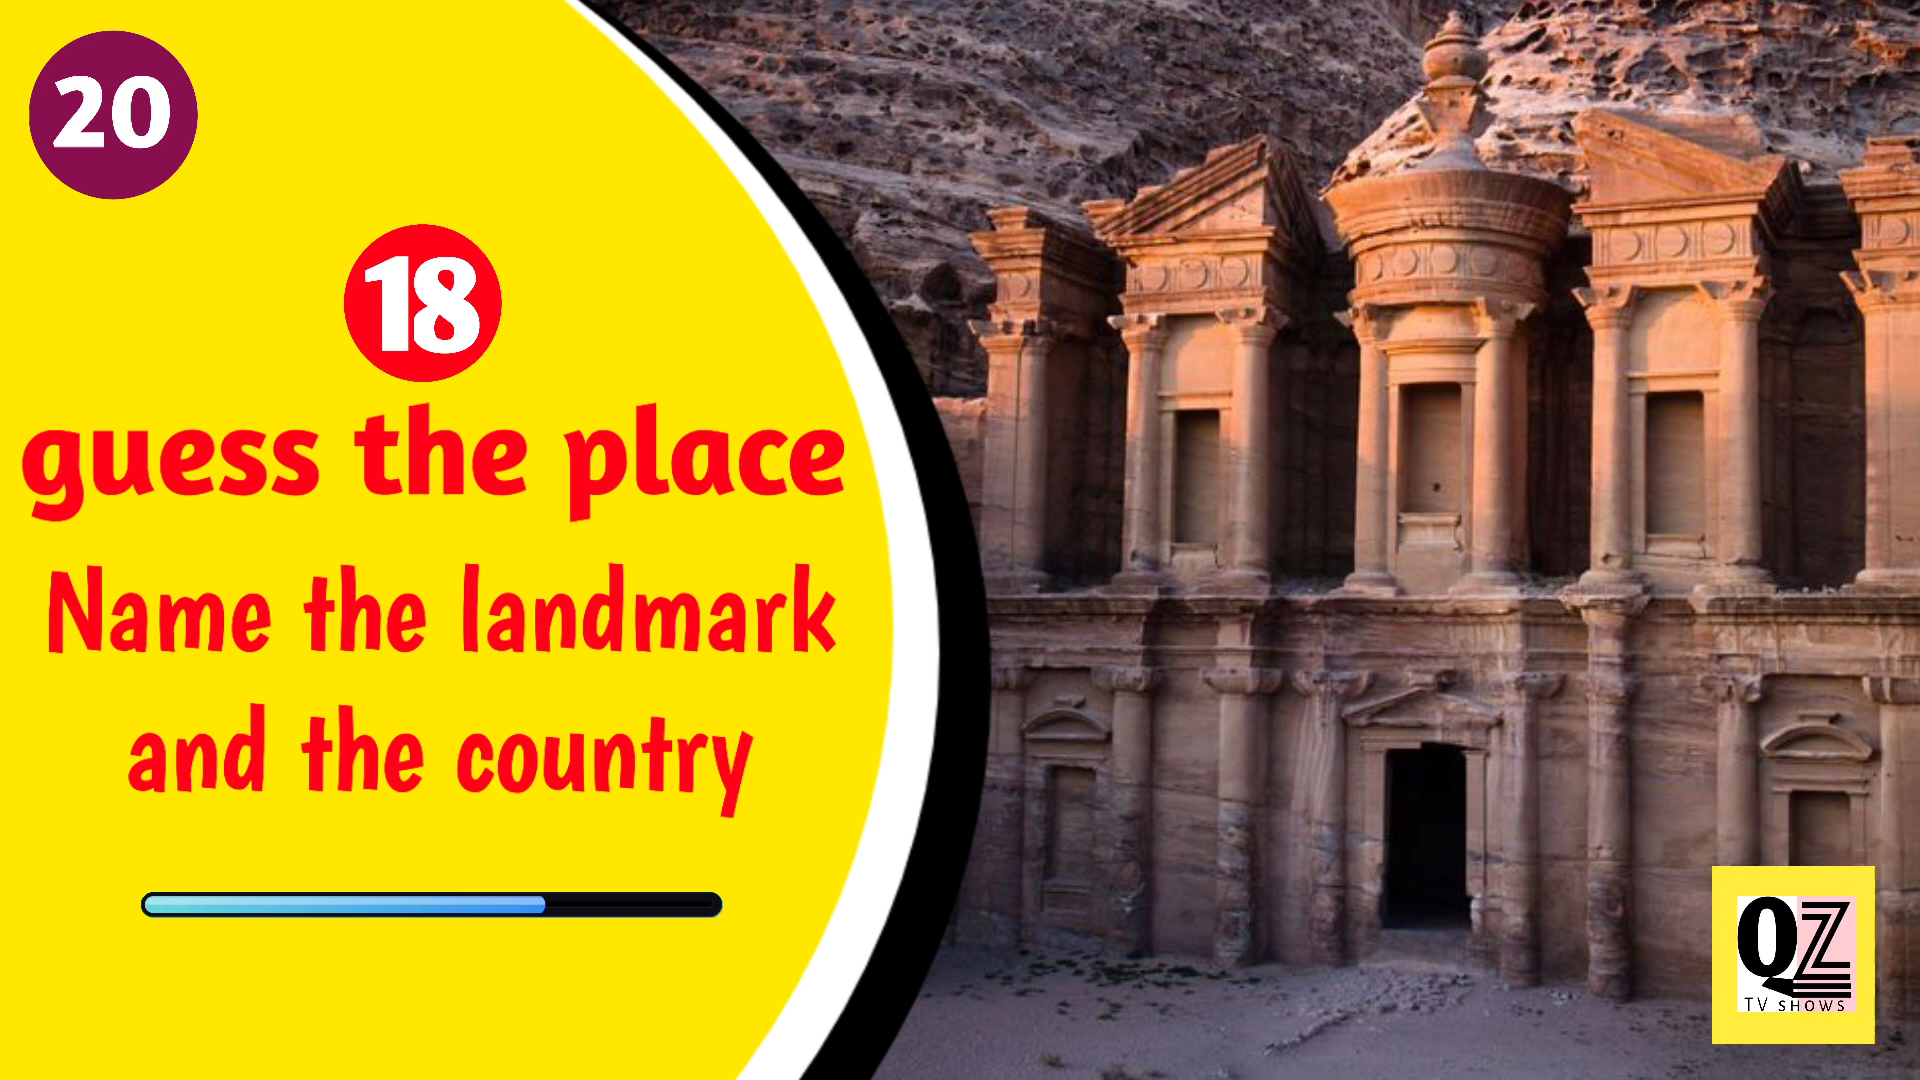 20
18
guess the place
Name the landmark
and the country
QZ
TV SHOWS